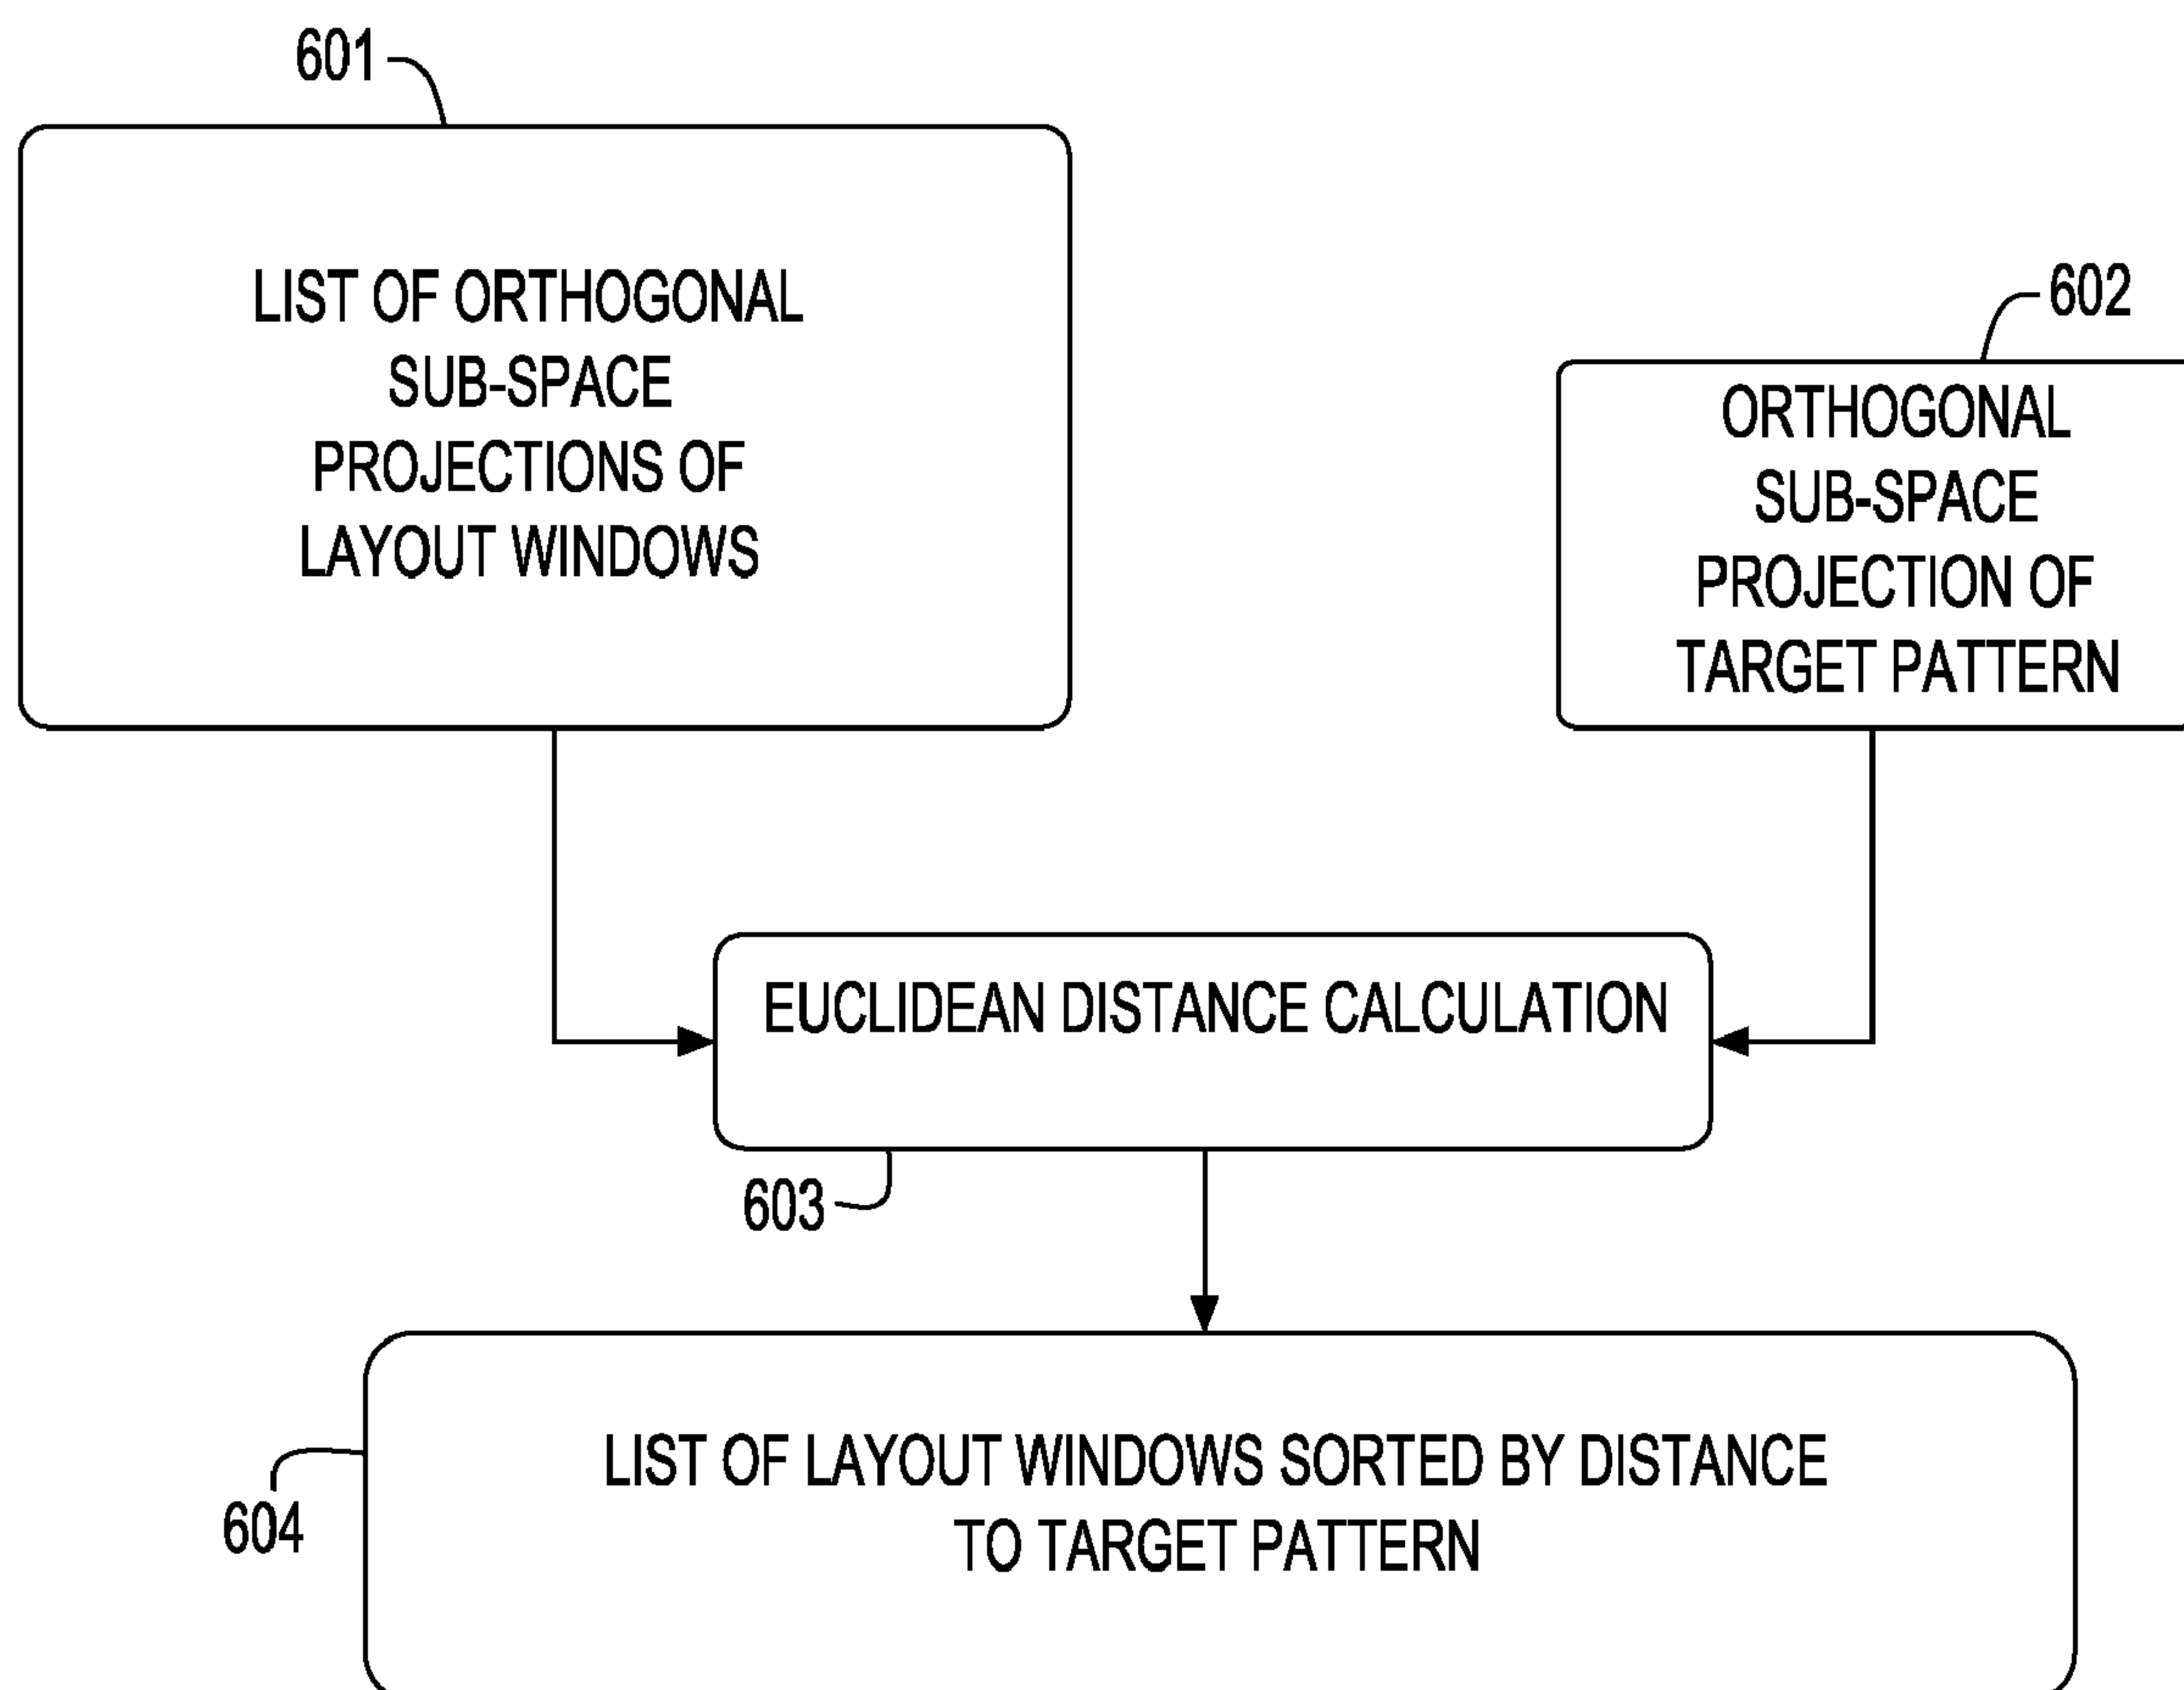 601
LIST OF ORTHOGONAL
SUB-SPACE
PROJECTIONS OF
LAYOUT WINDOWS
602
ORTHOGONAL
SUB-SPACE
PROJECTION OF
TARGET PATTERN
EUCLIDEAN DISTANCE CALCULATION
603
LIST OF LAYOUT WINDOWS SORTED BY DISTANCE
TO TARGET PATTERN
604